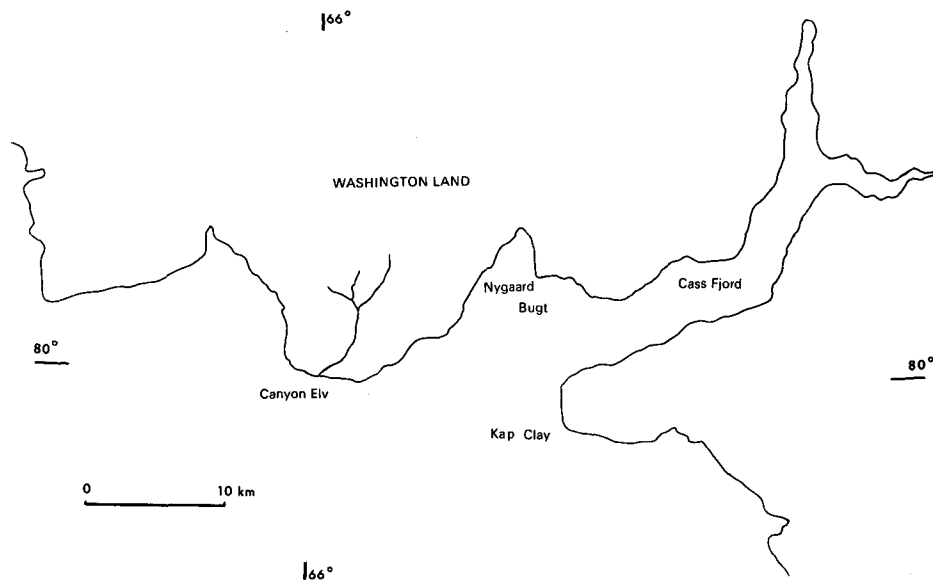 66°
WASHINGTON LAND
Nygaard
Bugt
Cass Fjord
80°
80°
Canyon Elv
Kap Clay
0 10 km
66°